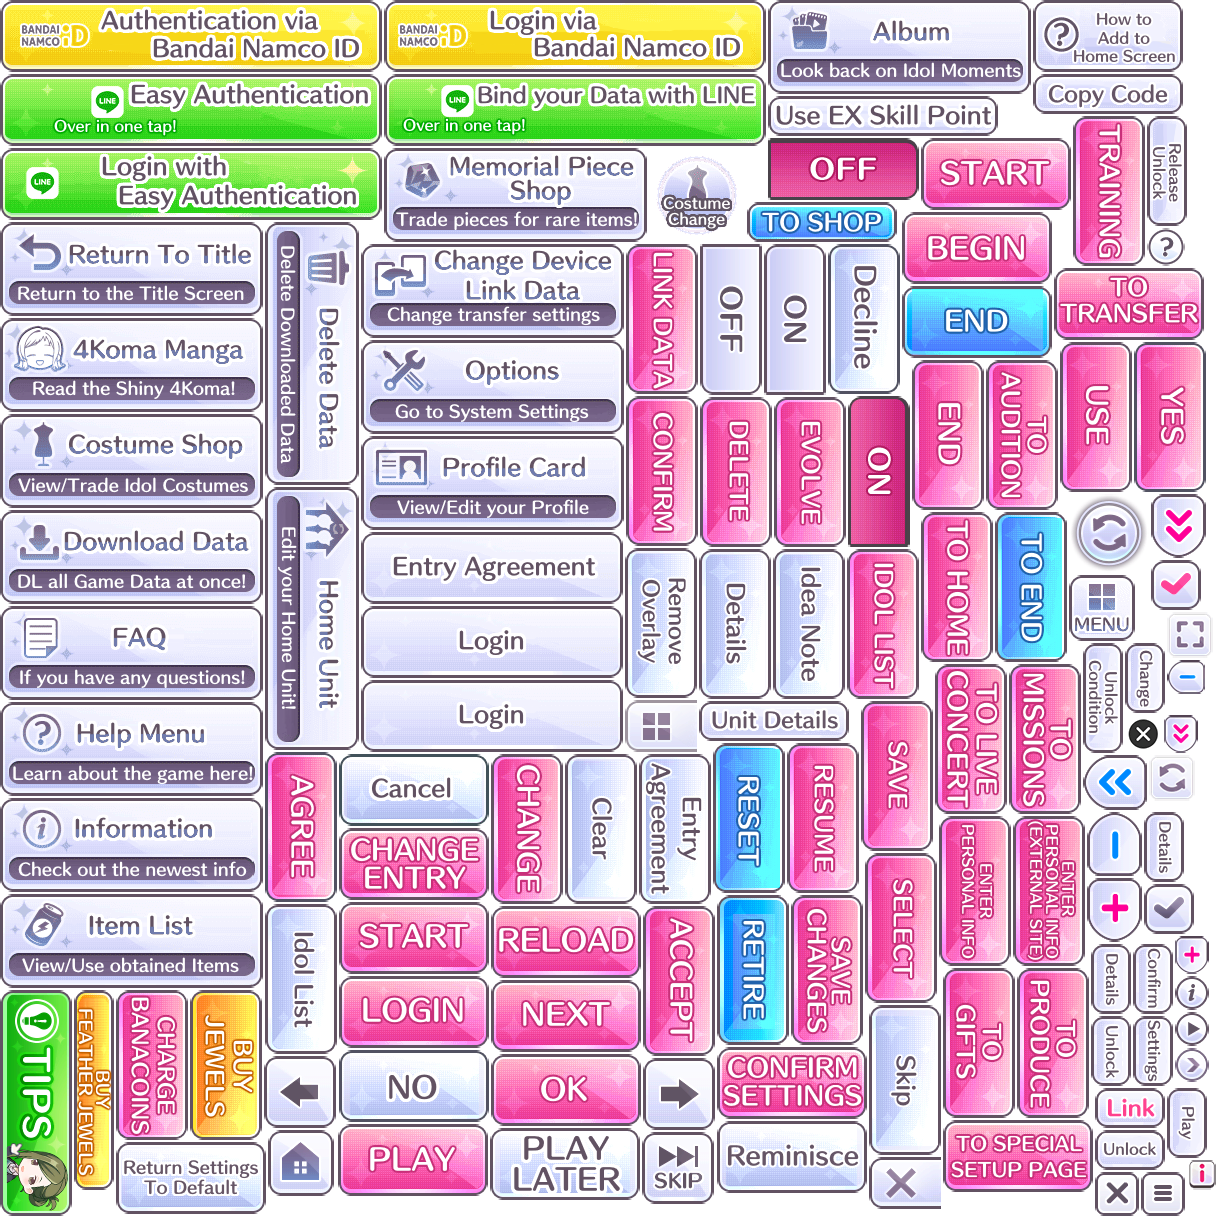 BANDAI
NAMCO iD
Authentication via
Bandai Namco ID
BANDAI
NAMCO iD
Login via
Bandai Namco ID
Album
Look back on Idol Moments
How to
Add to
Home Screen
LINE
Easy Authentication
Over in one tap!
LINE
Bind your Data with LINE
Over in one tap!
Use EX Skill Point
Copy Code
LINE
Login with
Easy Authentication
Memorial Piece
Shop
Trade pieces for rare items!
Costume
Change
OFF
START
TRAINING
Release
Unlock
TO SHOP
BEGIN
?
Return To Title
Return to the Title Screen
Delete Data
Delete Downloaded Data
Change Device
Link Data
Change transfer settings
LINK DATA
OFF
ON
Decline
END
TO
TRANSFER
4Koma Manga
Read the Shiny 4Koma!
Options
Go to System Settings
END
TO
AUDITION
USE
YES
Costume Shop
View/Trade Idol Costumes
Profile Card
View/Edit your Profile
CONFIRM
DELETE
EVOLVE
ON
Download Data
DL all Game Data at once!
Home Unit
Edit your Home Unit!
Entry Agreement
TO HOME
TO END
MENU
FAQ
If you have any questions!
Login
Remove
Overlay
Details
Idea Note
IDOL LIST
Unlock
Condition
Change
Help Menu
Learn about the game here!
Login
Unit Details
SAVE
TO LIVE
CONCERT
TO
MISSIONS
Information
Check out the newest info
AGREE
Cancel
CHANGE
ENTRY
CHANGE
Clear
Entry
Agreement
RESET
RESUME
SELECT
ENTER
PERSONAL INFO
ENTER
PERSONAL INFO
(EXTERNAL SITE)
Details
Item List
View/Use obtained Items
Idol List
START
RELOAD
ACCEPT
RETIRE
SAVE
CHANGES
Details
Confirm
TIPS
BUY
FEATHER JEWELS
CHARGE
BANACOINS
BUY
JEWELS
LOGIN
NEXT
Skip
TO
GIFTS
TO
PRODUCE
Unlock
Settings
NO
OK
CONFIRM
SETTINGS
Link
Play
Return Settings
To Default
PLAY
PLAY
LATER
SKIP
Reminisce
TO SPECIAL
SETUP PAGE
Unlock